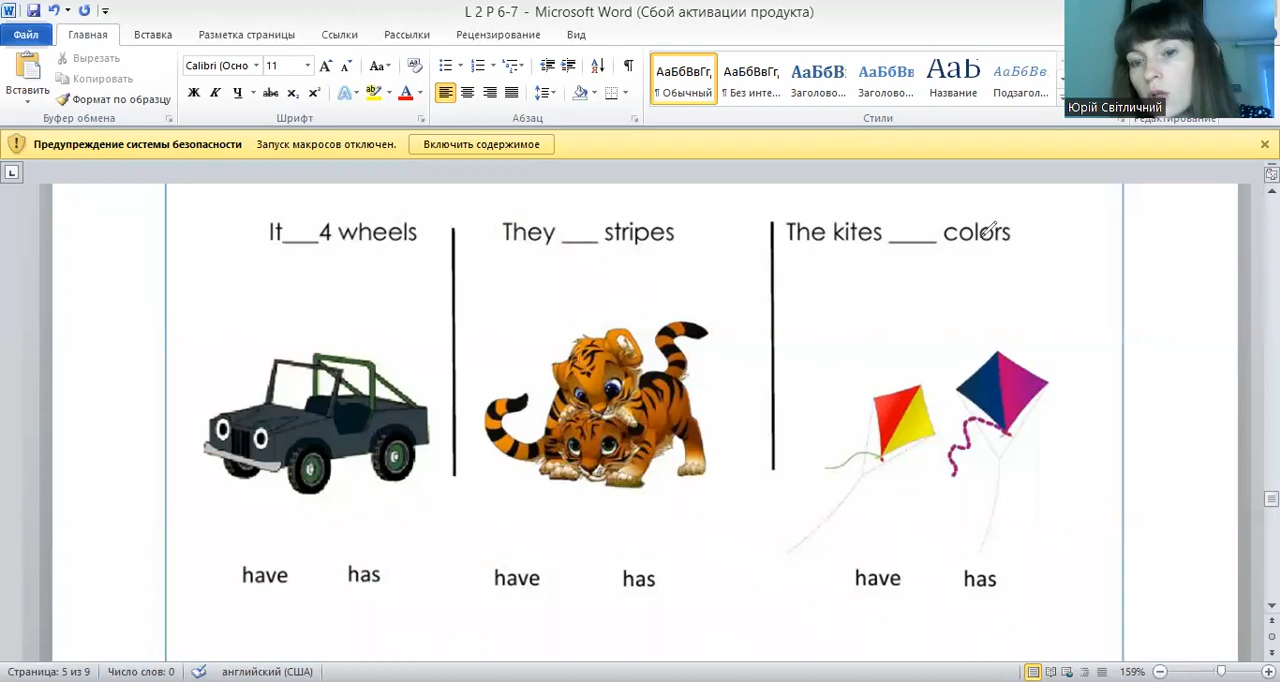 L 2 P 6-7 - Microsoft Word (Сбой активации продукта)
Файл Главная Вставка Разметка страницы Ссылки Рассылки Рецензирование Вид
Вставить
Вырезать
Копировать
Формат по образцу
Буфер обмена
Calibri (Осно 11
Шрифт
Абзац
АаБбВвГг, АаБбВвГг, АаБбВ АаБбВв АаБ АаБбВв
¶ Обычный ¶ Без инте... Заголово... Заголово... Название Подзагол...
Стили
Редактирование
Юрій Світличний
Предупреждение системы безопасности Запуск макросов отключен. Включить содержимое
It___4 wheels
They ___ stripes
The kites ____ colors
have has
have has
have has
Страница: 5 из 9 Число слов: 0 английский (США) 159%